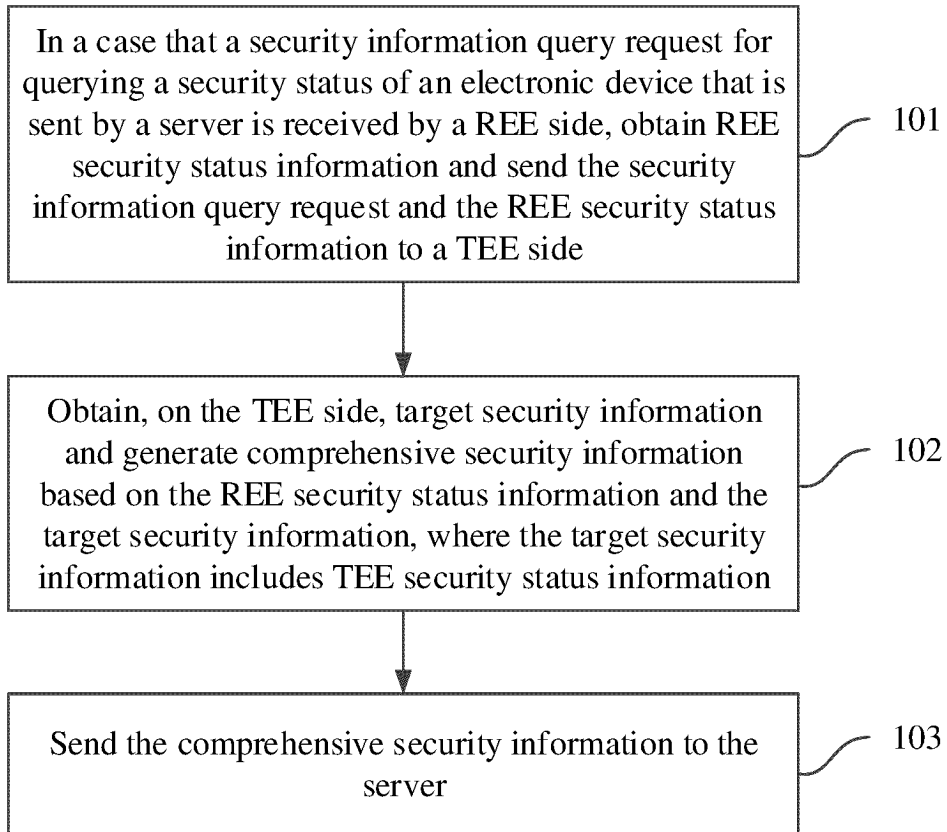 In a case that a security information query request for
querying a security status of an electronic device that is
sent by a server is received by a REE side, obtain REE
security status information and send the security
information query request and the REE security status
information to a TEE side
101
Obtain, on the TEE side, target security information
and generate comprehensive security information
based on the REE security status information and the
target security information, where the target security
information includes TEE security status information
102
Send the comprehensive security information to the
server
103